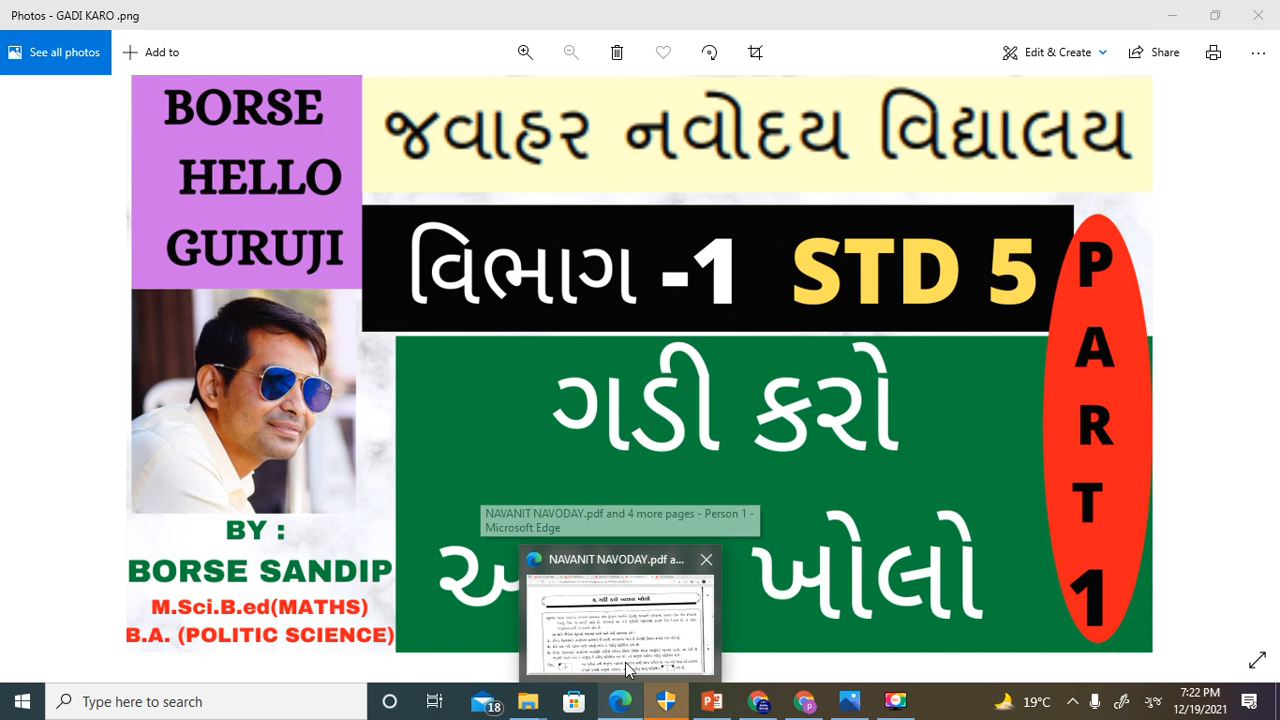 Photos - GADI KARO .png
See all photos
Add to
Edit & Create
Share
BORSE
HELLO
GURUJI
જવાહર નવોદય વિદ્યાલય
વિભાગ -1 STD 5
PART 1
ગડી કરો
ખોલો
BY :
BORSE SANDIP
M.Sci.B.ed(MATHS)
B.A. (POLITIC SCIENCE)
NAVANIT NAVODAY.pdf and 4 more pages - Person 1 -
Microsoft Edge
NAVANIT NAVODAY.pdf a...
Type here to search
18
19°C
7:22 PM
12/19/2021